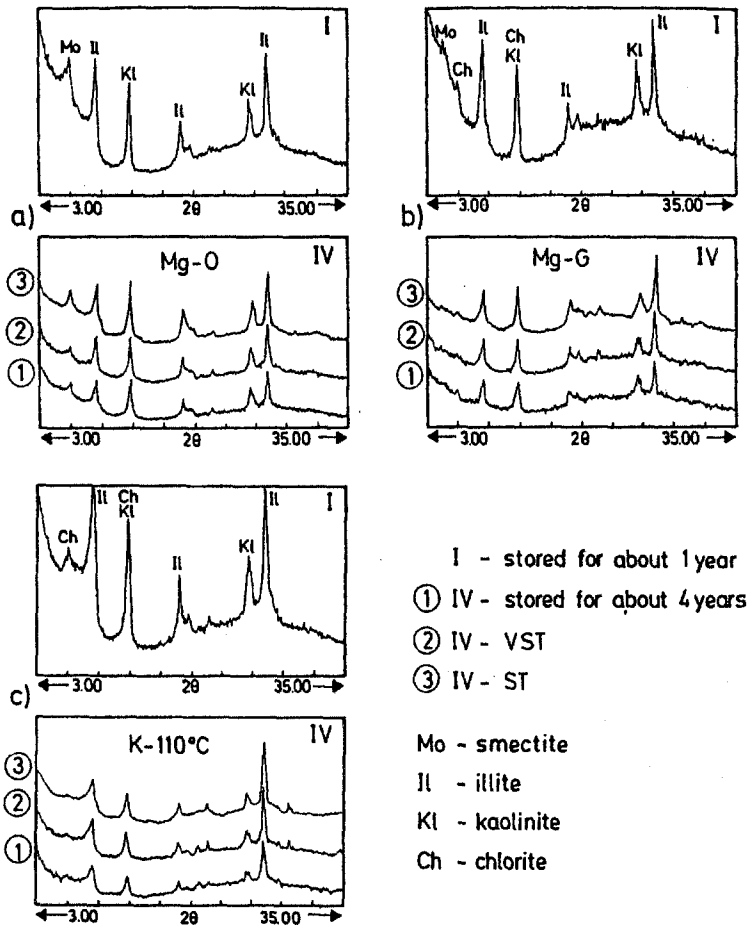 I
Mo
Il
Kl
Il
Kl
Il
a)
3.00 2θ 35.00
Mg-O IV
③
②
①
3.00 2θ 35.00
I
Mo
Ch
Il
Ch
Kl
Il
Kl
Il
b)
3.00 2θ 35.00
Mg-G IV
③
②
①
3.00 2θ 35.00
I
Ch
Il
Ch
Kl
Il
Kl
Il
c)
3.00 2θ 35.00
K-110°C IV
③
②
①
3.00 2θ 35.00
I - stored for about 1 year
① IV - stored for about 4 years
② IV - VST
③ IV - ST
Mo - smectite
Il - illite
Kl - kaolinite
Ch - chlorite